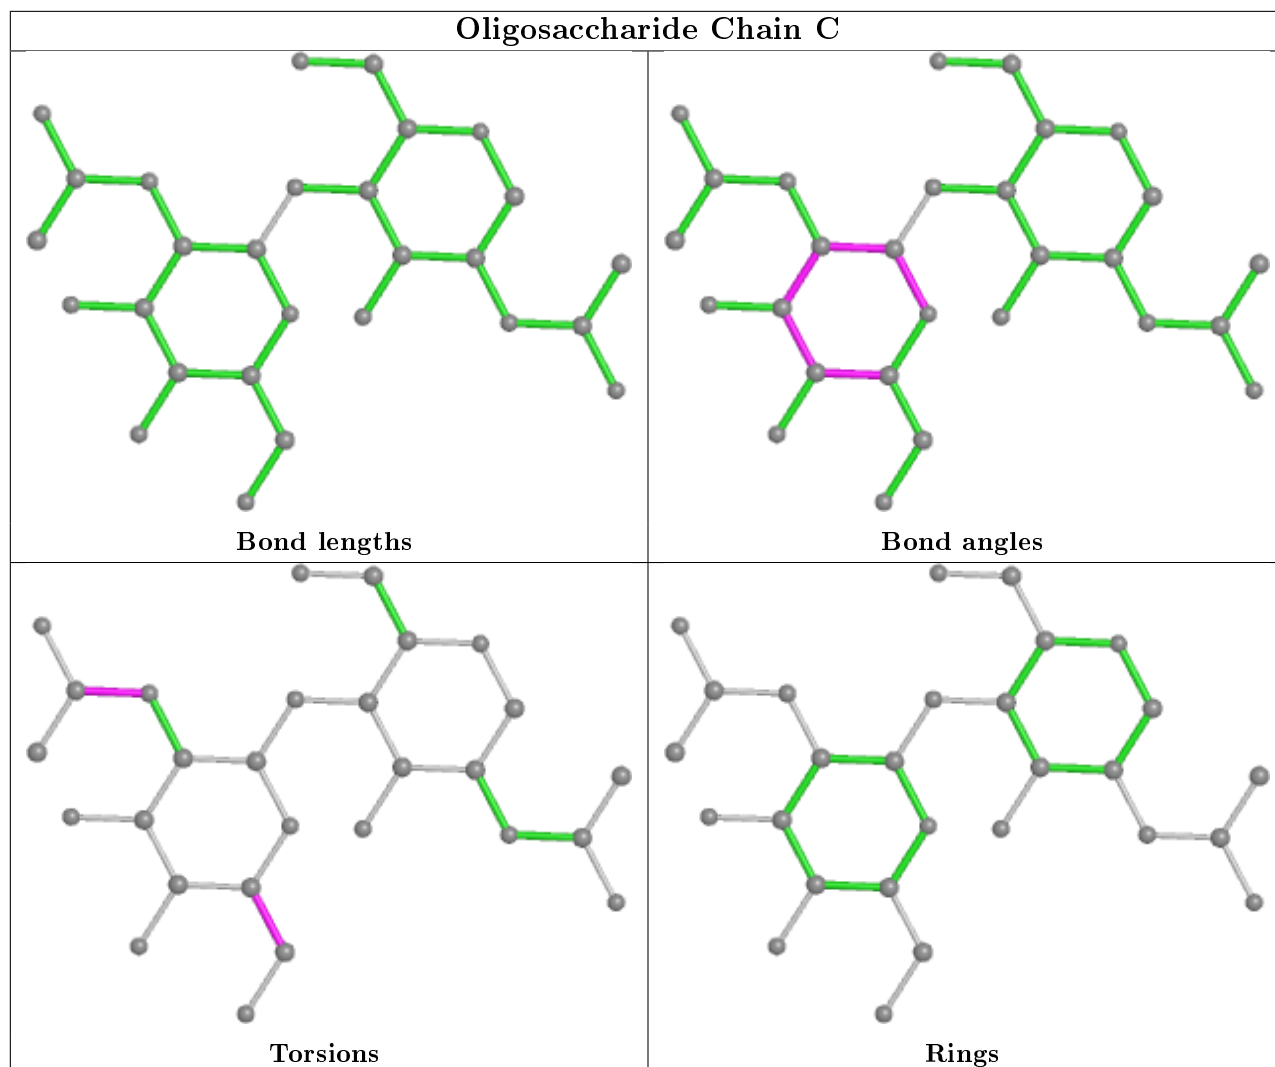 Oligosaccharide Chain C
Bond lengths
Bond angles
Torsions
Rings